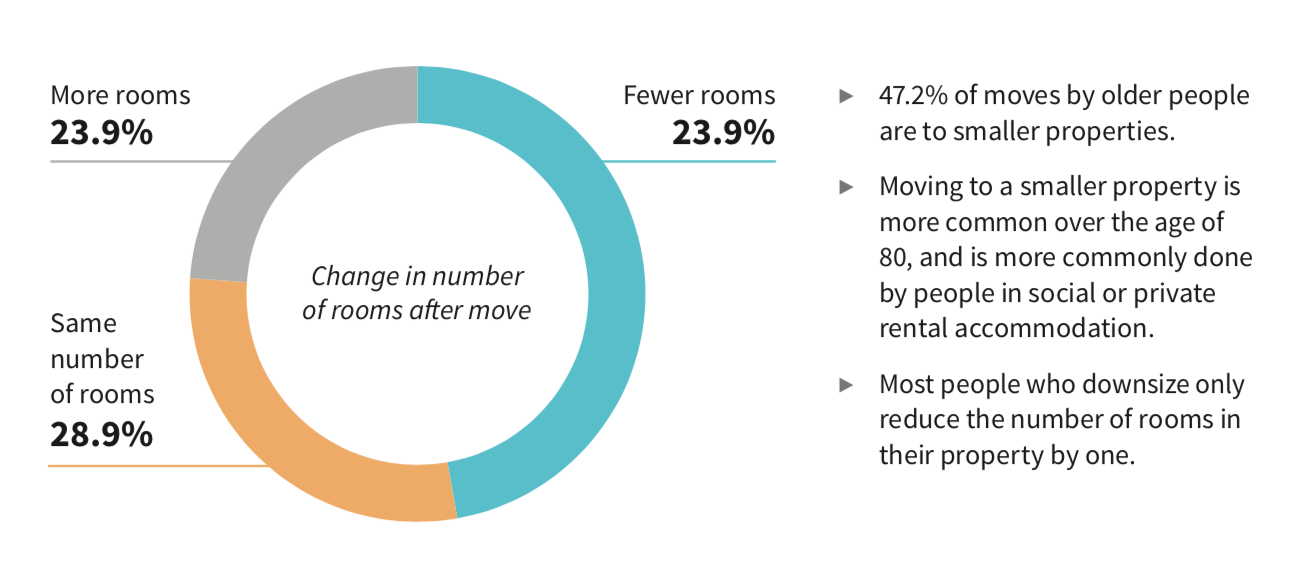 More rooms
23.9%
Fewer rooms
23.9%
Same
number
of rooms
28.9%
Change in number
of rooms after move
▶ 47.2% of moves by older people
are to smaller properties.
▶ Moving to a smaller property is
more common over the age of
80, and is more commonly done
by people in social or private
rental accommodation.
▶ Most people who downsize only
reduce the number of rooms in
their property by one.